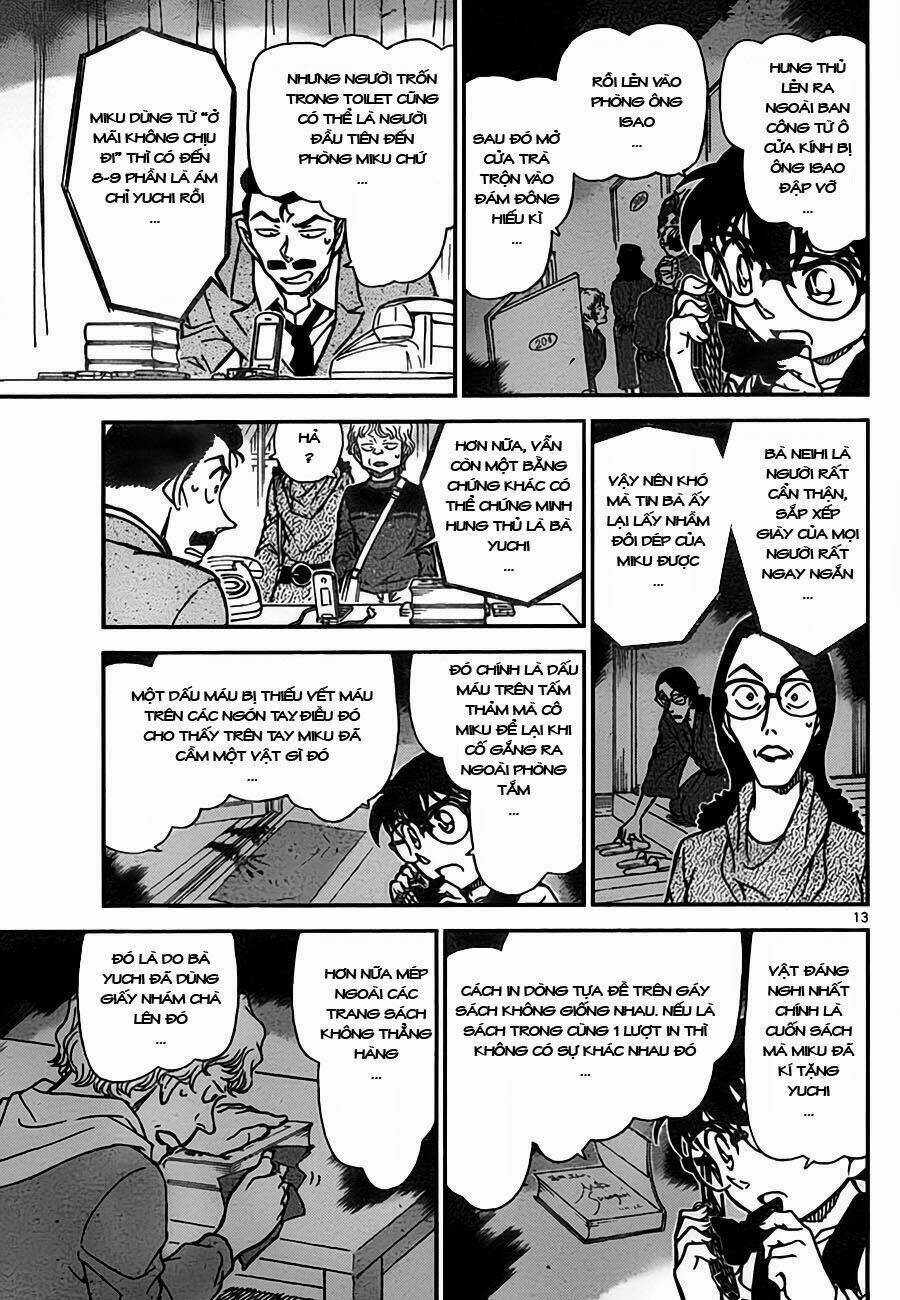 HUNG THỦ
LẺN RA
NGOÀI BAN
CÔNG TỪ Ô
CỬA KÍNH BỊ
ÔNG ISAO
ĐẬP VỠ
...
RỒI LẺN VÀO
PHÒNG ÔNG
ISAO
...
SAU ĐÓ MỞ
CỬA TRÀ
TRỘN VÀO
ĐÁM ĐÔNG
HIẾU KÌ
...
204
NHƯNG NGƯỜI TRỐN
TRONG TOILET CŨNG
CÓ THỂ LÀ NGƯỜI
ĐẦU TIÊN ĐẾN
PHÒNG MIKU CHỨ
...
MIKU DÙNG TỪ "Ở
MÃI KHÔNG CHỊU
ĐI" THÌ CÓ ĐẾN
8-9 PHẦN LÀ ÁM
CHỈ YUCHI RỒI
...
BÀ NEIHI LÀ
NGƯỜI RẤT
CẨN THẬN,
SẮP XẾP
GIÀY CỦA MỌI
NGƯỜI RẤT
NGAY NGẮN
...
VẬY NÊN KHÓ
MÀ TIN BÀ ẤY
LẠI LẤY NHẦM
ĐÔI DÉP CỦA
MIKU ĐƯỢC
...
HƠN NỮA, VẪN
CÒN MỘT BẰNG
CHỨNG KHÁC CÓ
THỂ CHỨNG MINH
HUNG THỦ LÀ BÀ
YUCHI
...
HẢ
?
ĐÓ CHÍNH LÀ DẤU
MÁU TRÊN TẤM
THẢM MÀ CÔ
MIKU ĐỂ LẠI KHI
CỐ GẮNG RA
NGOÀI PHÒNG
TẮM
...
MỘT DẤU MÁU BỊ THIẾU VẾT MÁU
TRÊN CÁC NGÓN TAY ĐIỀU ĐÓ
CHO THẤY TRÊN TAY MIKU ĐÃ
CẦM MỘT VẬT GÌ ĐÓ
...
13
VẬT ĐÁNG
NGHI NHẤT
CHÍNH LÀ
CUỐN SÁCH
MÀ MIKU ĐÃ
KÍ TẶNG
YUCHI
...
CÁCH IN DÒNG TỰA ĐỀ TRÊN GÁY
SÁCH KHÔNG GIỐNG NHAU. NẾU LÀ
SÁCH TRONG CÙNG 1 LƯỢT IN THÌ
KHÔNG CÓ SỰ KHÁC NHAU ĐÓ
...
HƠN NỮA MÉP
NGOÀI CÁC
TRANG SÁCH
KHÔNG THẲNG
HÀNG
...
ĐÓ LÀ DO BÀ
YUCHI ĐÃ DÙNG
GIẤY NHÁM CHÀ
LÊN ĐÓ
...